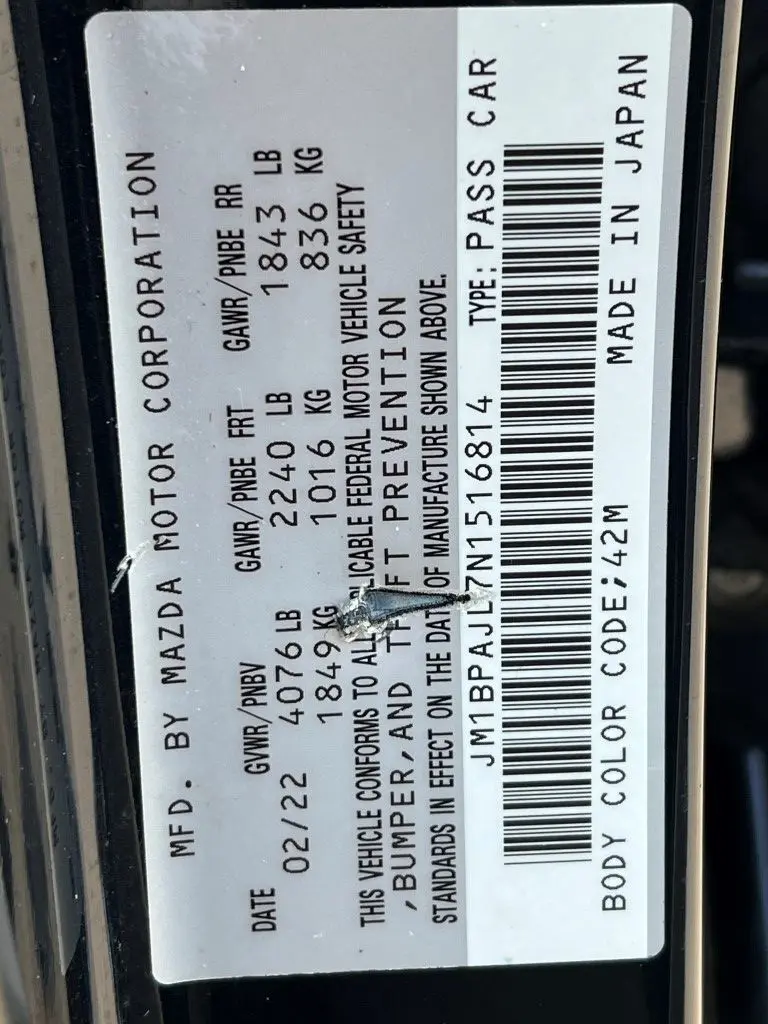 MFD. BY MAZDA MOTOR CORPORATION
DATE GVWR/PNBV GAWR/PNBE FRT GAWR/PNBE RR
02/22 4076 LB 2240 LB 1843 LB
1849 KG 1016 KG 836 KG
THIS VEHICLE CONFORMS TO FEDERAL MOTOR VEHICLE SAFETY
,BUMPER,AND PREVENTION
STANDARDS IN EFFECT ON THE DATE OF MANUFACTURE SHOWN ABOVE.
JM1BPAJL7N1516814 TYPE: PASS CAR
BODY COLOR CODE;42M MADE IN JAPAN